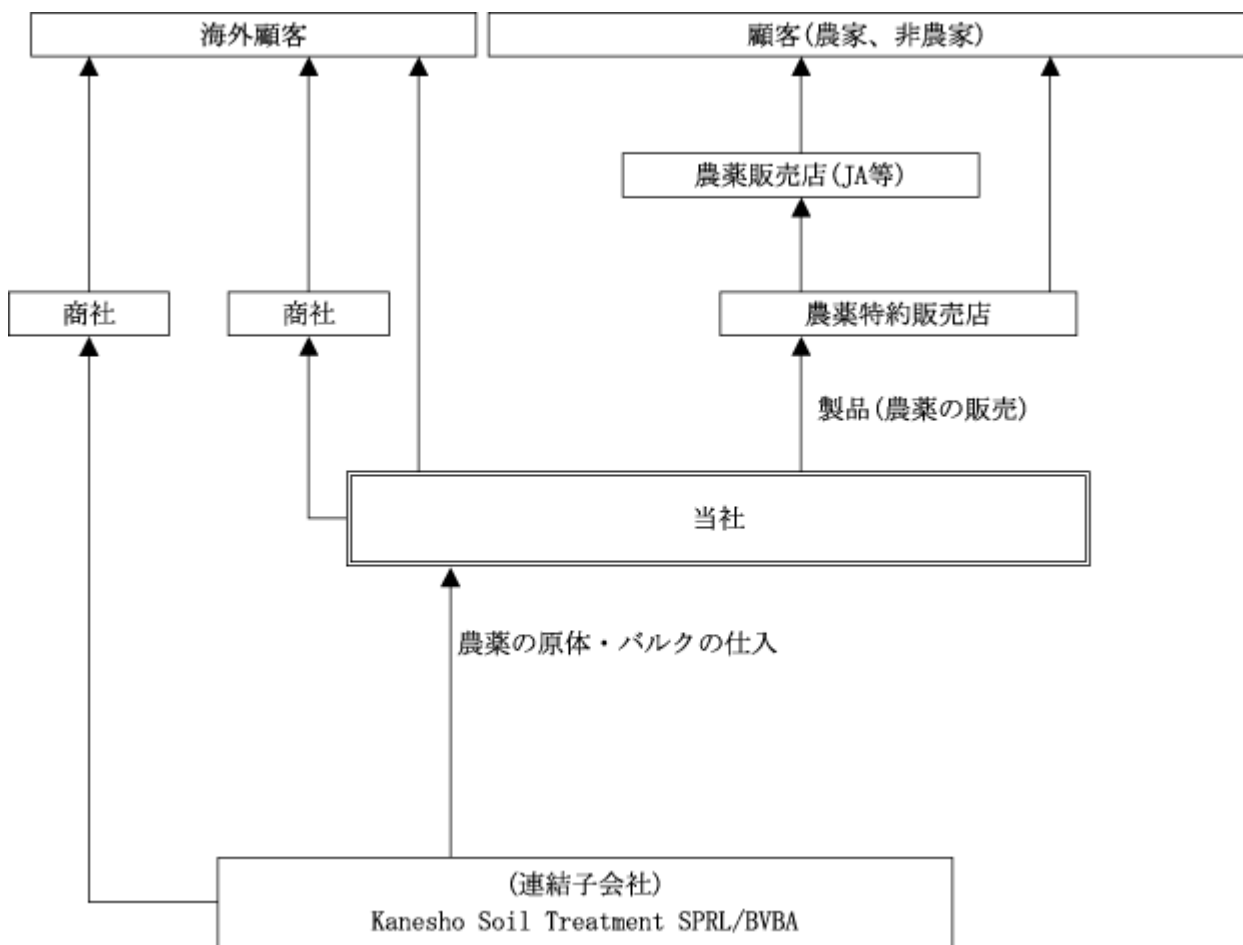 海外顧客
顧客(農家、非農家)
農薬販売店(JA等)
商社
商社
農薬特約販売店
製品(農薬の販売)
当社
農薬の原体・バルクの仕入
(連結子会社)
Kanesho Soil Treatment SPRL/BVBA